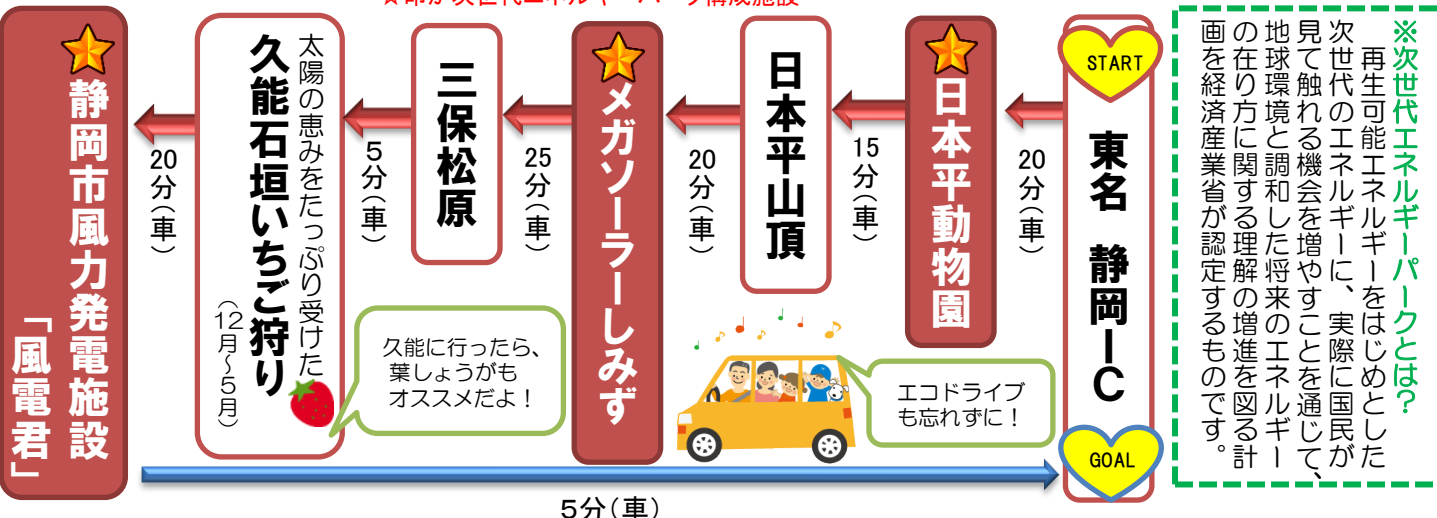 ★印が次世代エネルギーパーク構成施設
※次世代エネルギーパークとは?
再生可能エネルギーをはじめとした
次世代のエネルギーに、実際に国民が
見て触れる機会を増やすことを通じて、
地球環境と調和した将来のエネルギー
の在り方に関する理解の増進を図る計
画を経済産業省が認定するものです。
START
東名 静岡IC
GOAL
20分(車)
日本平動物園
15分(車)
日本平山頂
20分(車)
メガソーラーしみず
25分(車)
三保松原
5分(車)
太陽の恵みをたっぷり受けた
久能石垣いちご狩り
(12月~5月)
20分(車)
静岡市風力発電施設
「風電君」
久能に行ったら、
葉しょうがも
オススメだよ!
エコドライブ
も忘れずに!
5分(車)